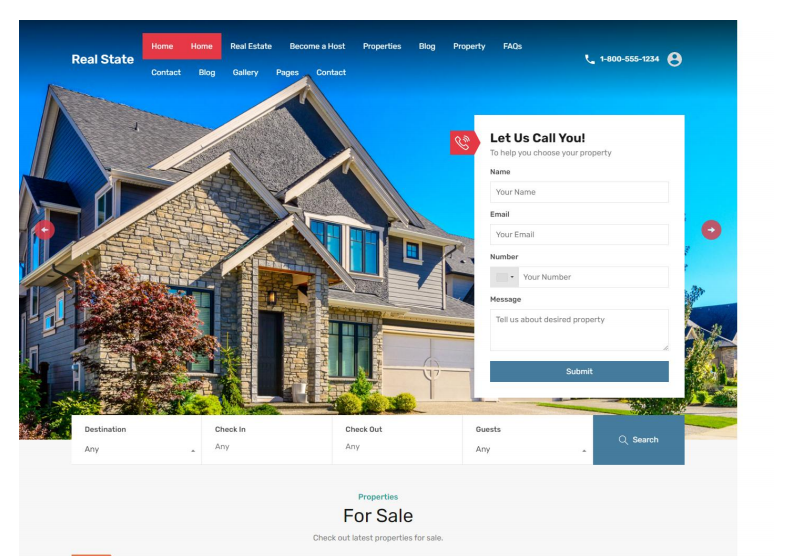 Real State
Home Home Real Estate Become a Host Properties Blog Property FAQs
Contact Blog Gallery Pages Contact
1-800-555-1234
Let Us Call You!
To help you choose your property
Name
Your Name
Email
Your Email
Number
Your Number
Message
Tell us about desired property
Submit
Destination Check In Check Out Guests
Any Any Any Any
Search
Properties
For Sale
Check out latest properties for sale.